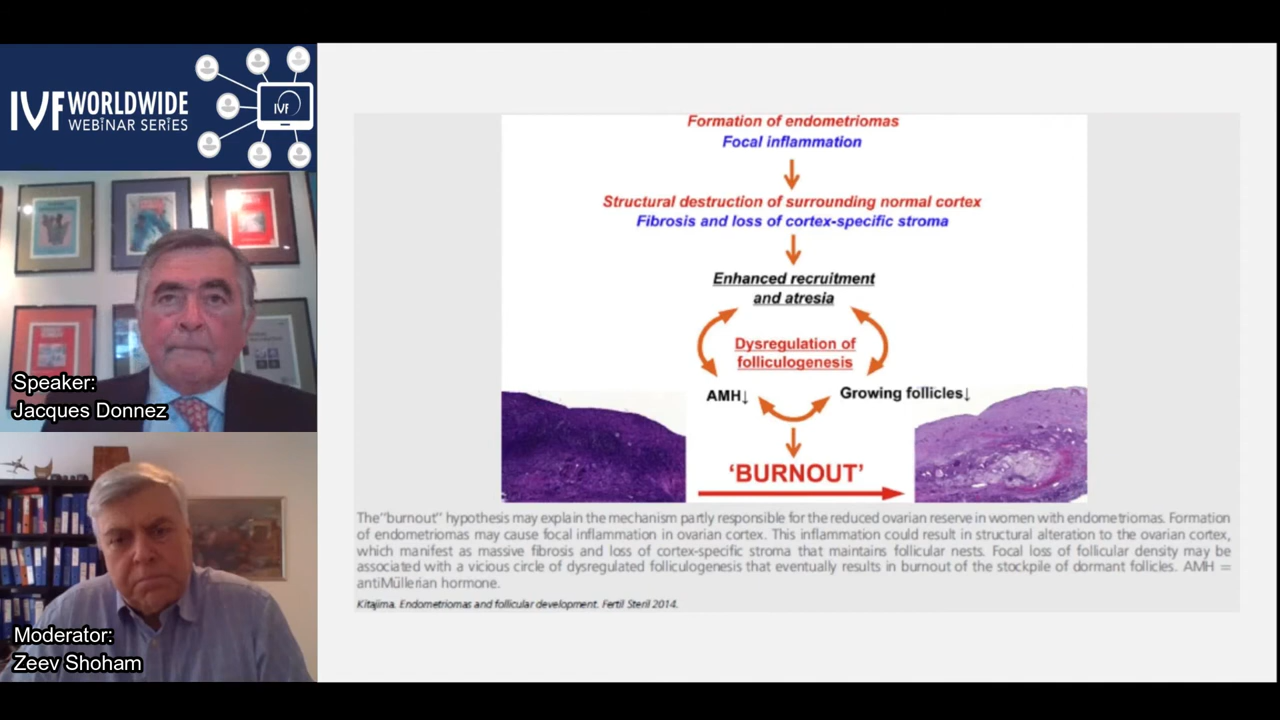 IVF WORLDWIDE
WEBINAR SERIES
IVF
Speaker:
Jacques Donnez
Moderator:
Zeev Shoham
Formation of endometriomas
Focal inflammation
Structural destruction of surrounding normal cortex
Fibrosis and loss of cortex-specific stroma
Enhanced recruitment
and atresia
Dysregulation of
folliculogenesis
AMH↓
Growing follicles↓
‘BURNOUT’
The"burnout" hypothesis may explain the mechanism partly responsible for the reduced ovarian reserve in women with endometriomas. Formation
of endometriomas may cause focal inflammation in ovarian cortex. This inflammation could result in structural alteration to the ovarian cortex,
which manifest as massive fibrosis and loss of cortex-specific stroma that maintains follicular nests. Focal loss of follicular density may be
associated with a vicious circle of dysregulated folliculogenesis that eventually results in burnout of the stockpile of dormant follicles. AMH =
antiMüllerian hormone.
Kitajima. Endometriomas and follicular development. Fertil Steril 2014.